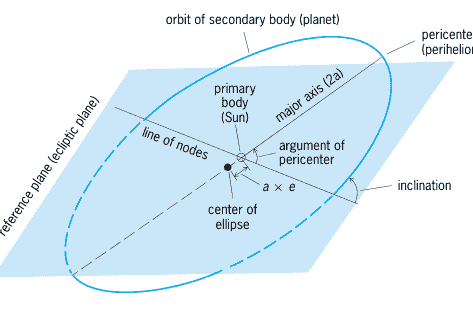 orbit of secondary body (planet)
pericente
(perihelion
primary
body
(Sun)
major axis (2a)
reference plane (ecliptic plane)
line of nodes
argument of
pericenter
a × e
inclination
center of
ellipse